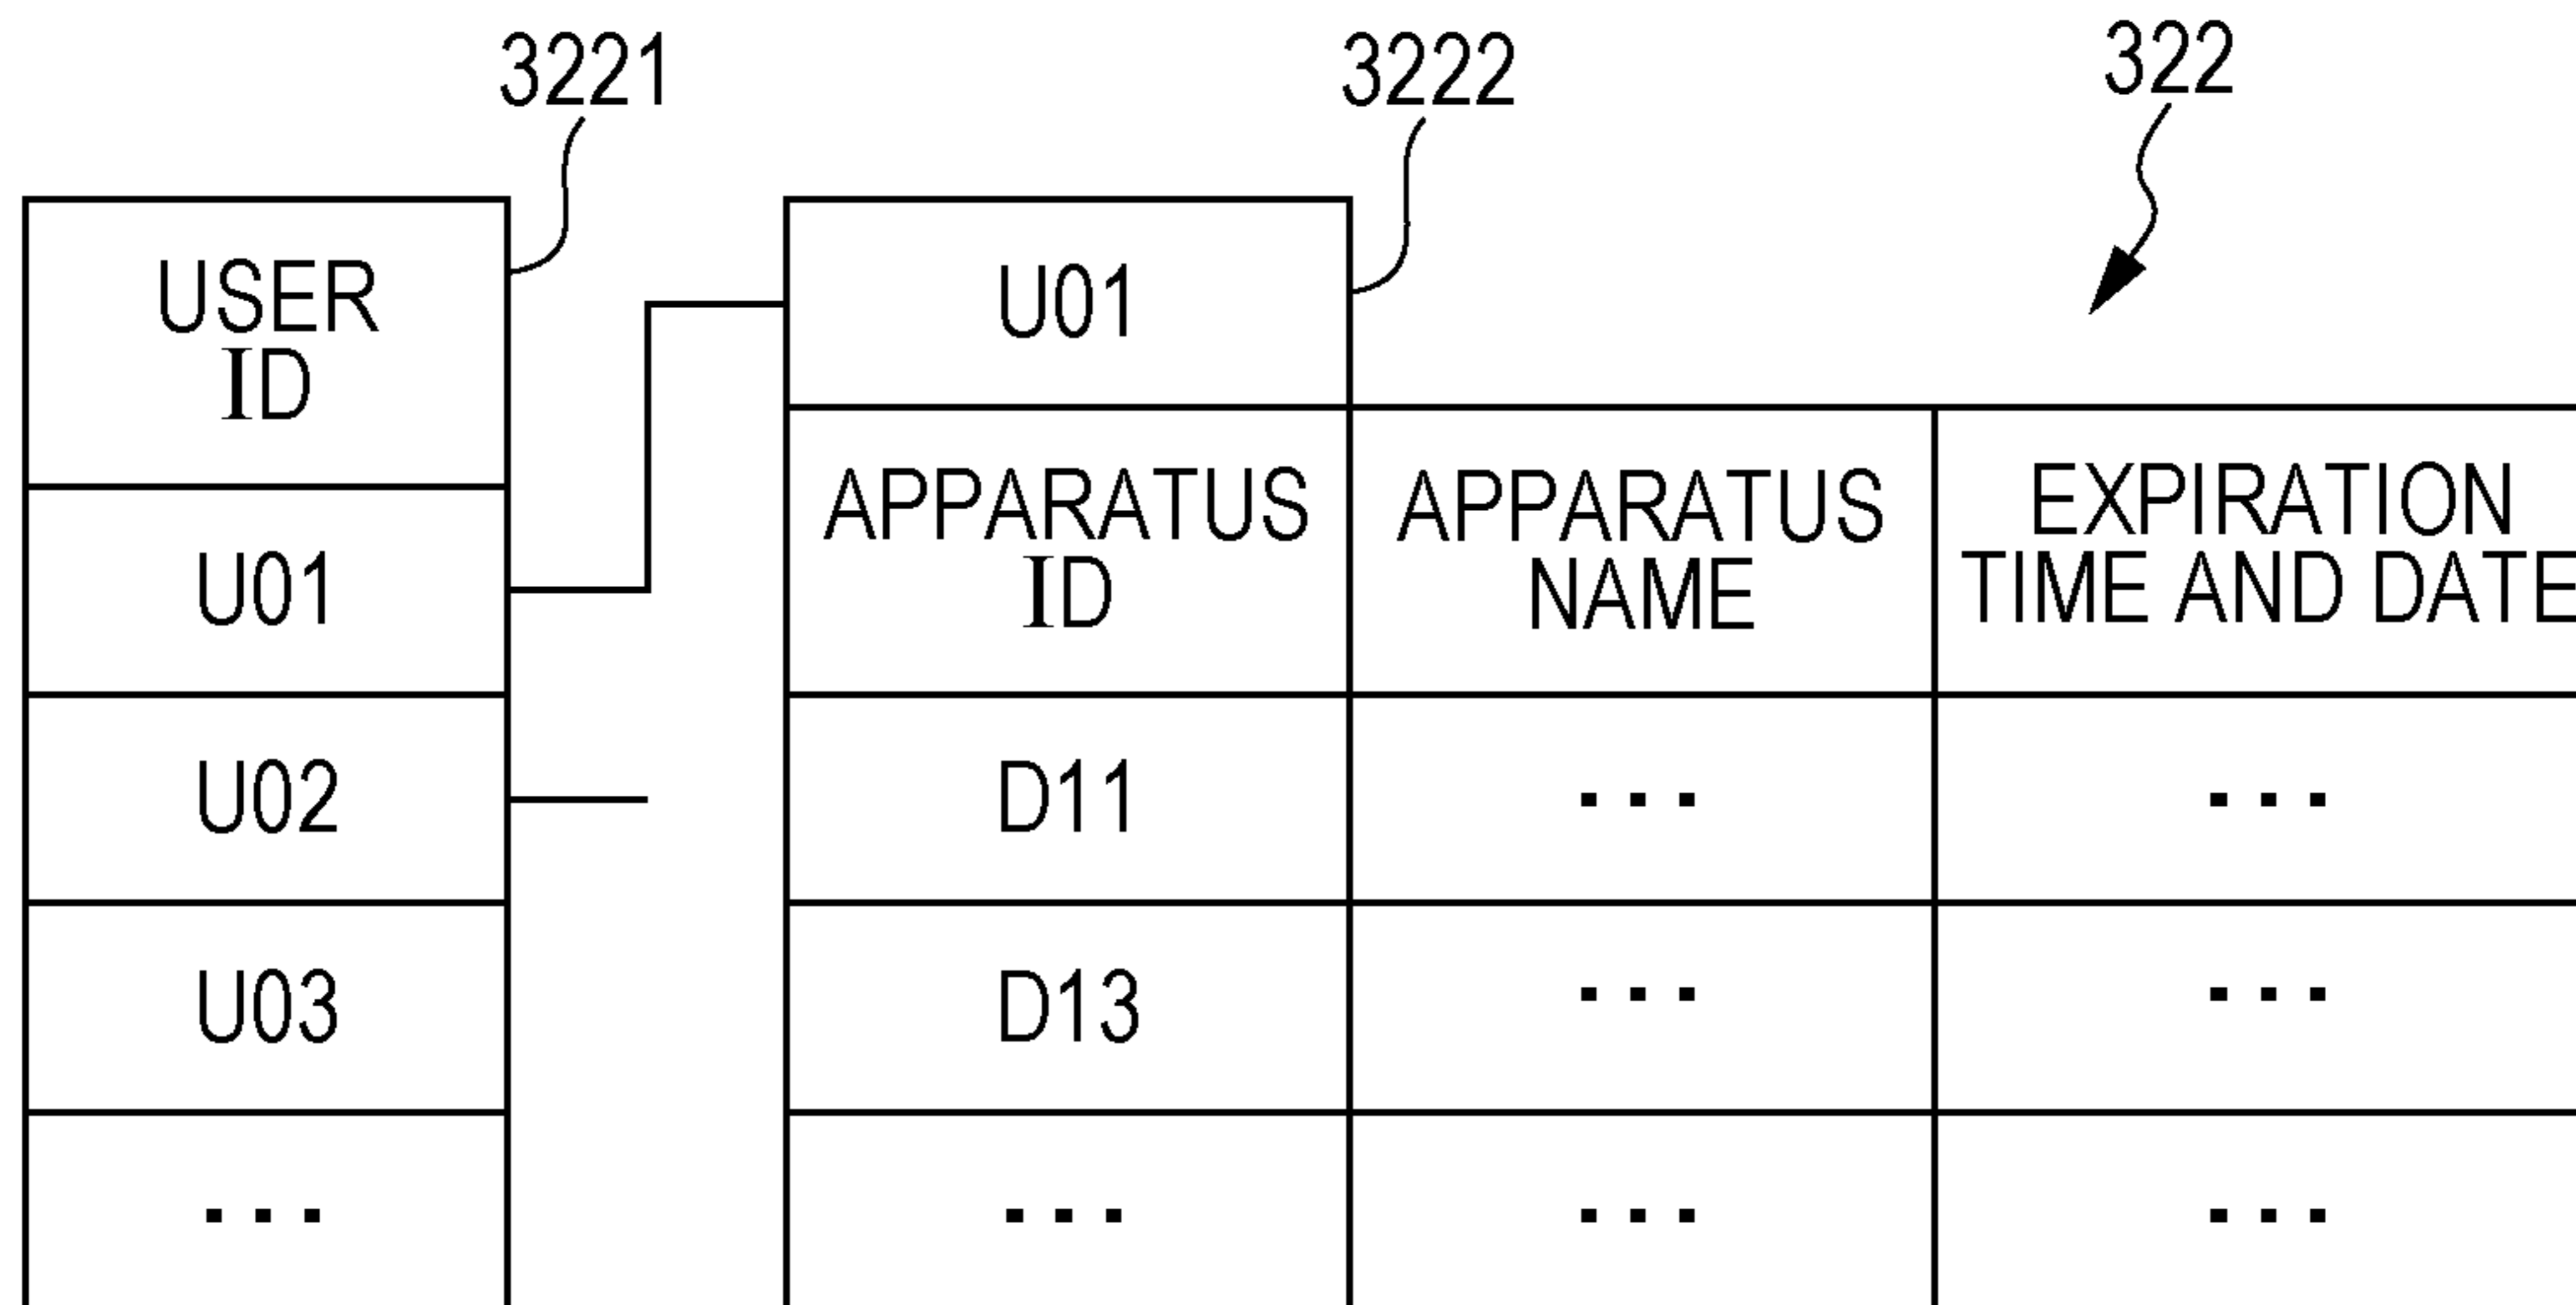 3221
3222
322
USER
ID
U01
U02
U03
...
U01
APPARATUS
ID
APPARATUS
NAME
EXPIRATION
TIME AND DATE
D11
...
...
D13
...
...
...
...
...